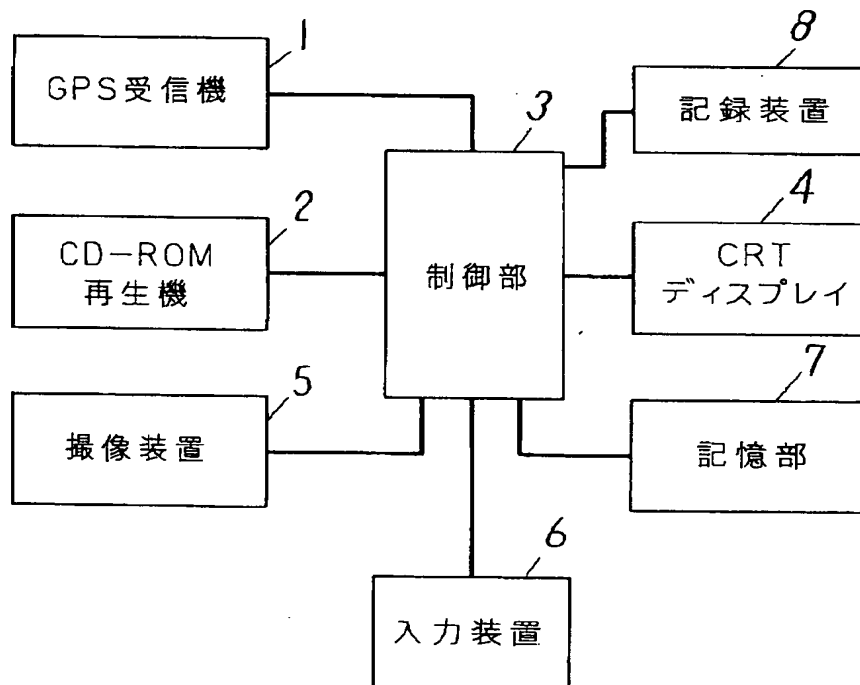 1
GPS受信機
8
記録装置
3
制御部
2
CD-ROM
再生機
4
CRT
ディスプレイ
5
撮像装置
7
記憶部
6
入力装置